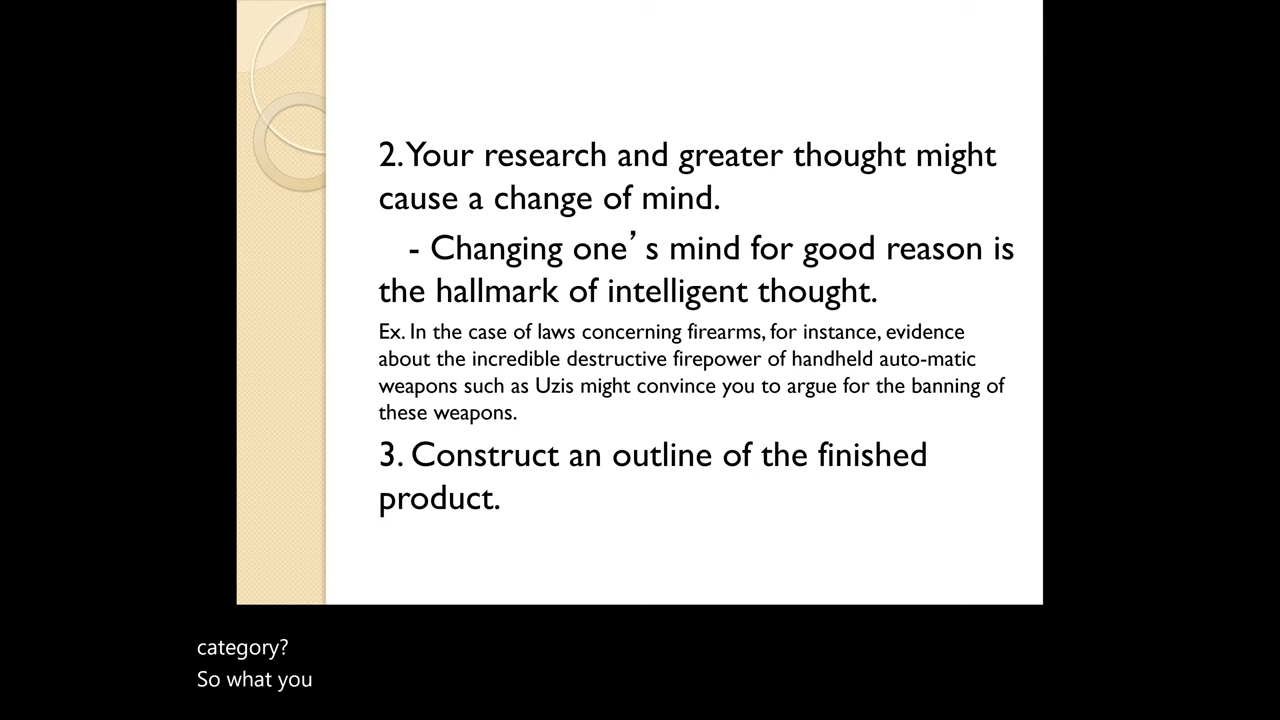 2. Your research and greater thought might
cause a change of mind.
- Changing one’s mind for good reason is
the hallmark of intelligent thought.
Ex. In the case of laws concerning firearms, for instance, evidence
about the incredible destructive firepower of handheld auto-matic
weapons such as Uzis might convince you to argue for the banning of
these weapons.
3. Construct an outline of the finished
product.
category?
So what you